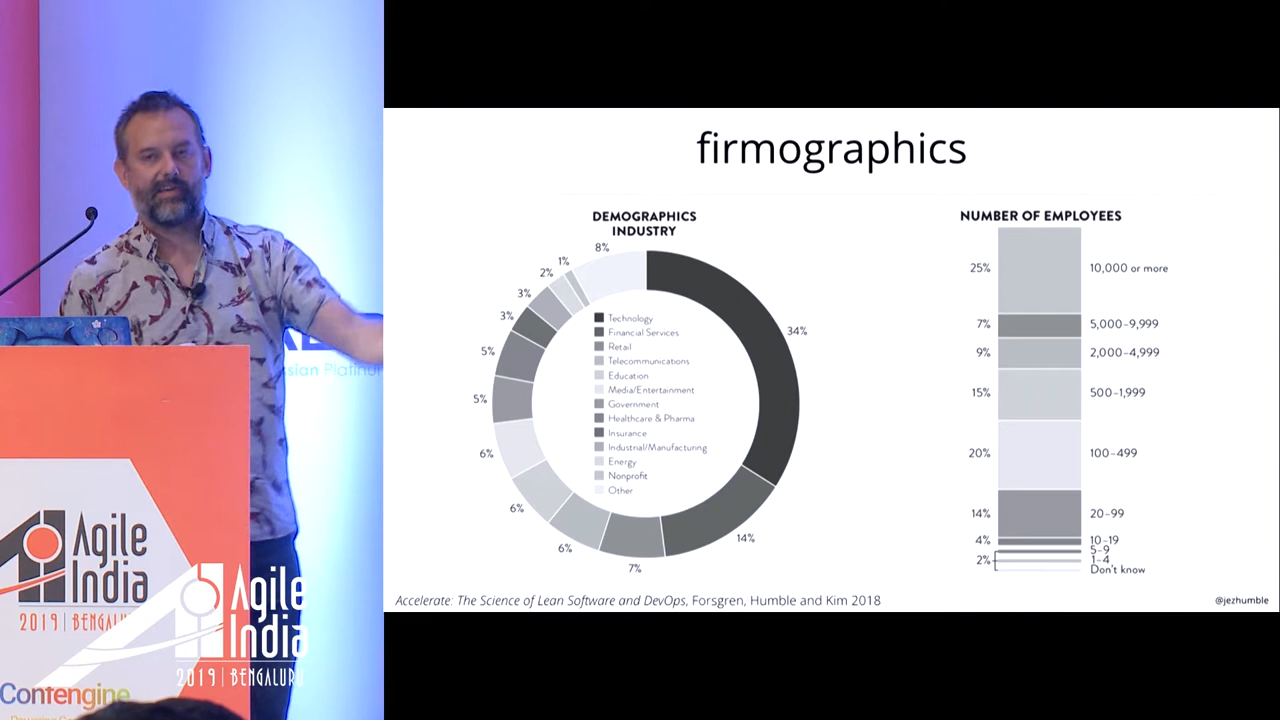 firmographics
DEMOGRAPHICS
INDUSTRY
8%
1%
2%
3%
3%
5%
5%
6%
6%
6%
7%
14%
34%
Technology
Financial Services
Retail
Telecommunications
Education
Media/Entertainment
Government
Healthcare & Pharma
Insurance
Industrial/Manufacturing
Energy
Nonprofit
Other
NUMBER OF EMPLOYEES
25% 10,000 or more
7% 5,000–9,999
9% 2,000–4,999
15% 500–1,999
20% 100–499
14% 20–99
4% 10–19
5–9
2% 1–4
Don't know
Accelerate: The Science of Lean Software and DevOps, Forsgren, Humble and Kim 2018
@jezhumble
Platinu
Agile
India
2019 | BENGALU
Agile
India
2019 | BENGALURU
Contengine